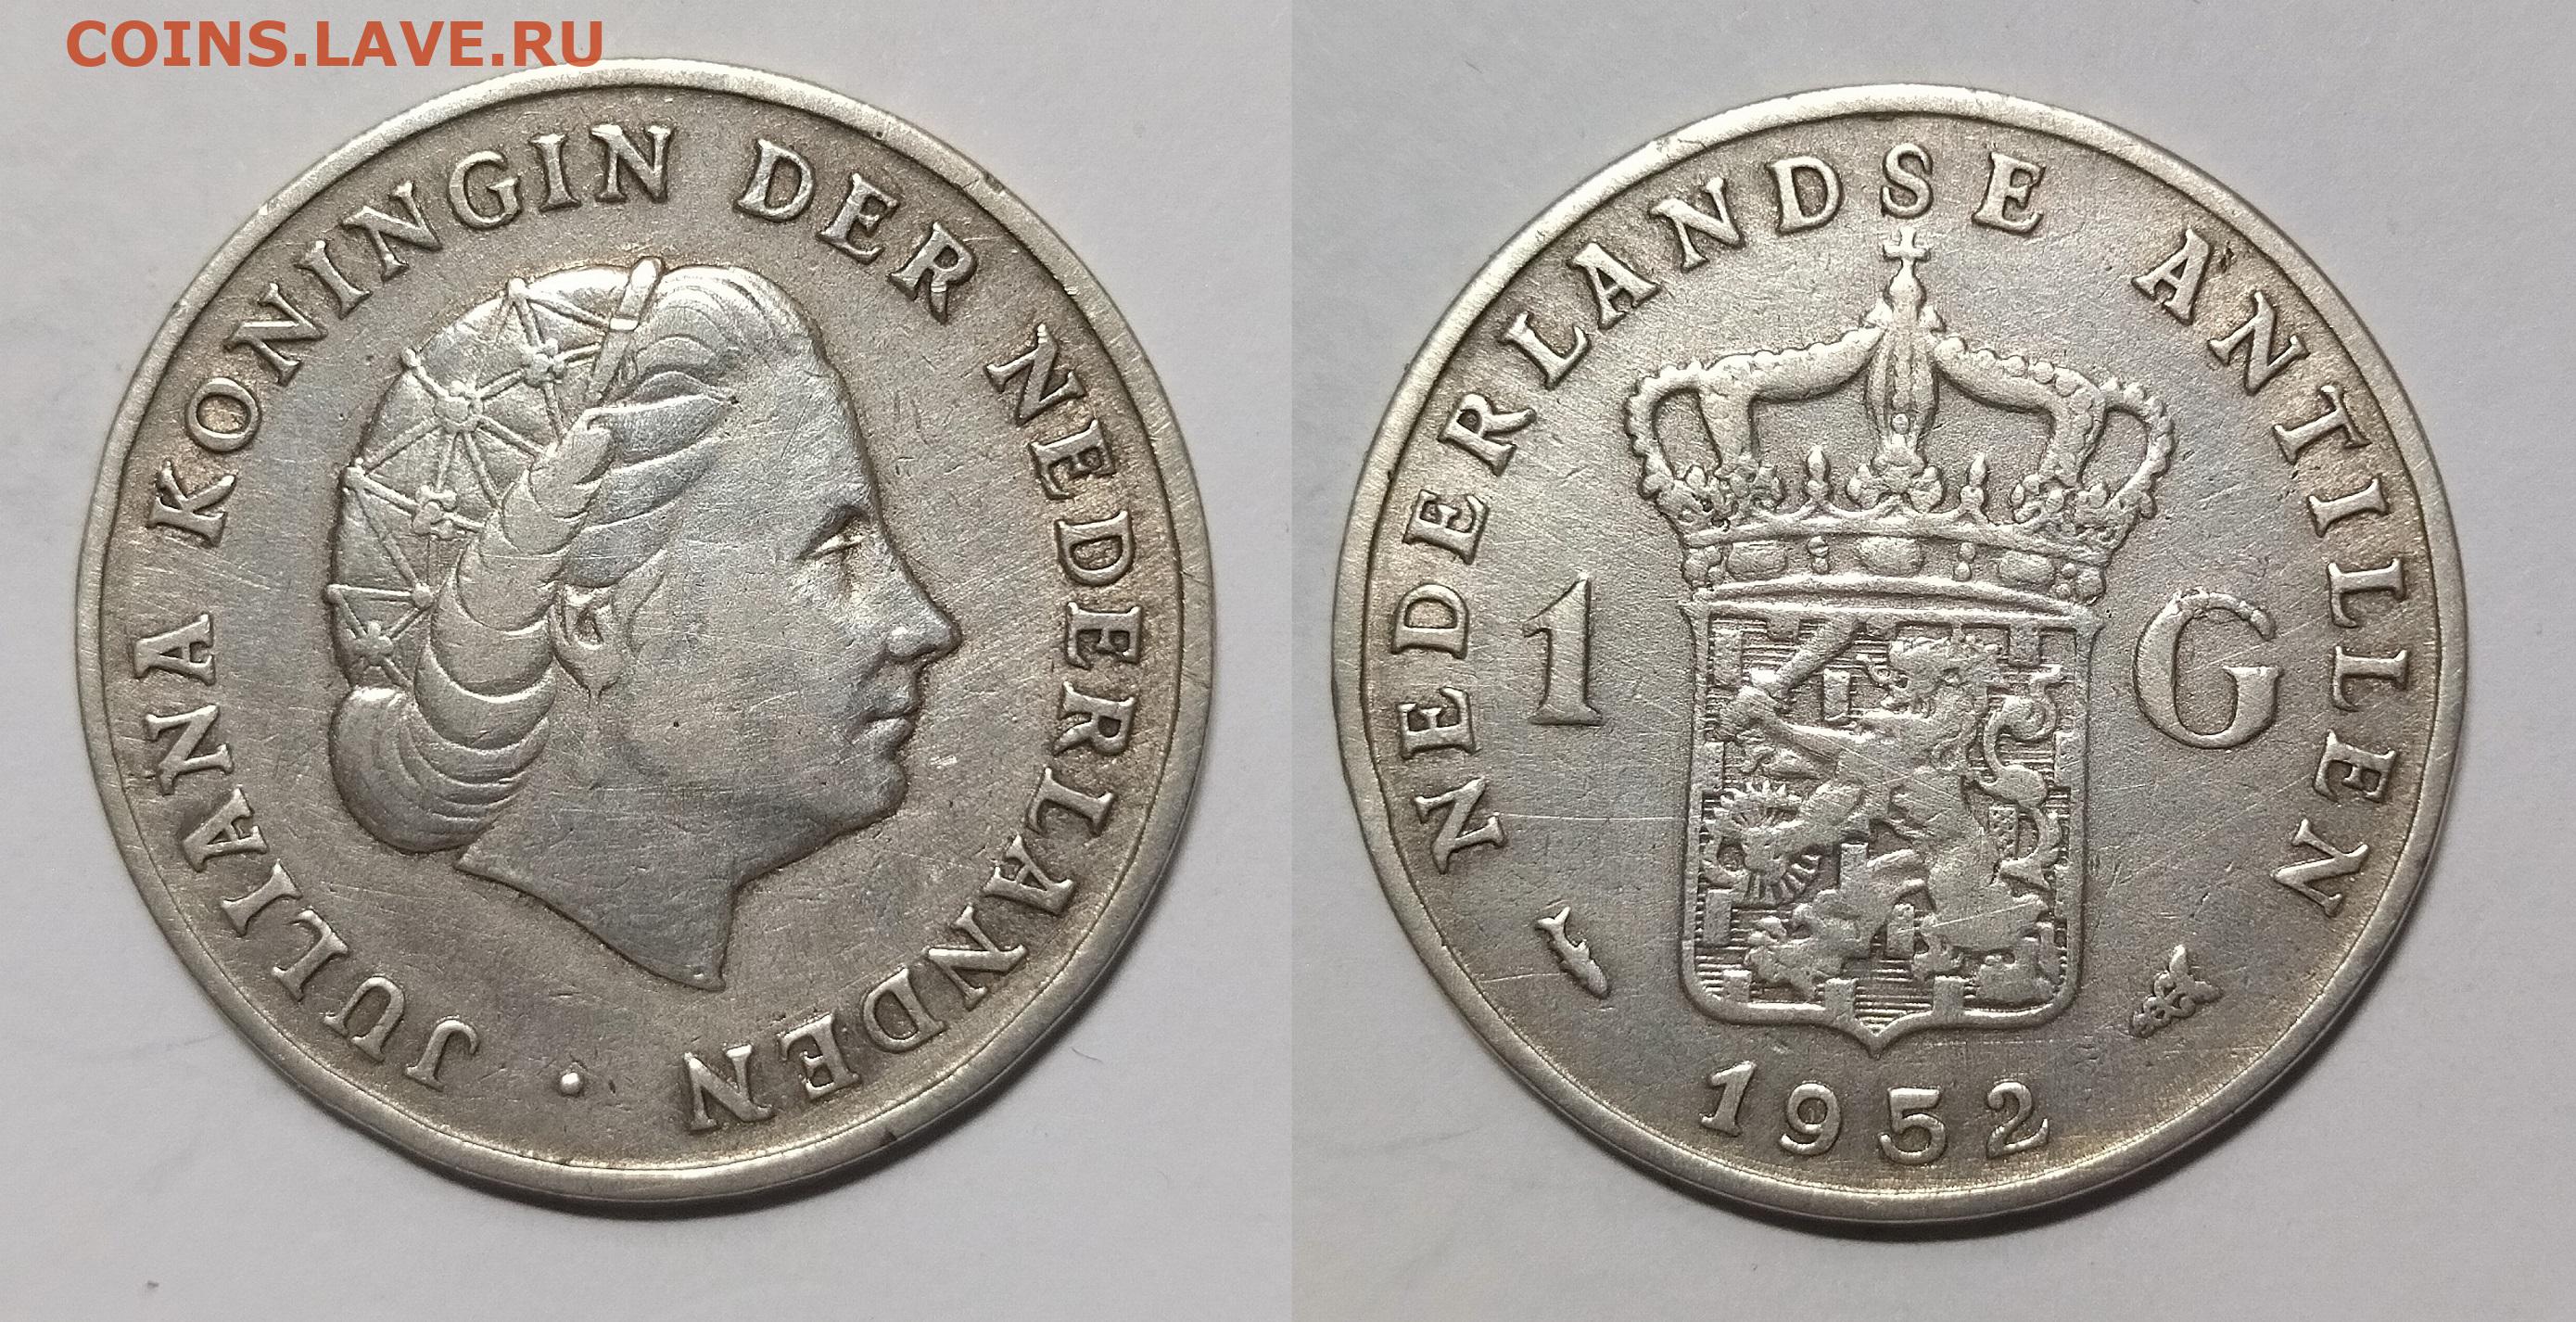 COINS.LAVE.RU
JULIANA KONINGIN DER NEDERLANDEN ·
NEDERLANDSE ANTILLEN
1 G
1952